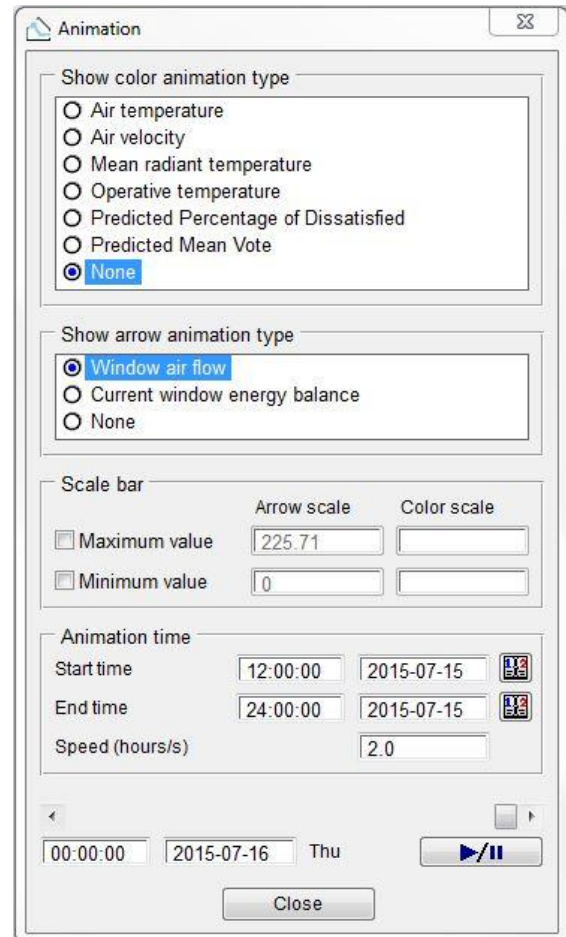 Animation
Show color animation type
Air temperature
Air velocity
Mean radiant temperature
Operative temperature
Predicted Percentage of Dissatisfied
Predicted Mean Vote
None
Show arrow animation type
Window air flow
Current window energy balance
None
Scale bar
Arrow scale Color scale
Maximum value 225.71
Minimum value 0
Animation time
Start time 12:00:00 2015-07-15
End time 24:00:00 2015-07-15
Speed (hours/s) 2.0
00:00:00 2015-07-16 Thu
Close